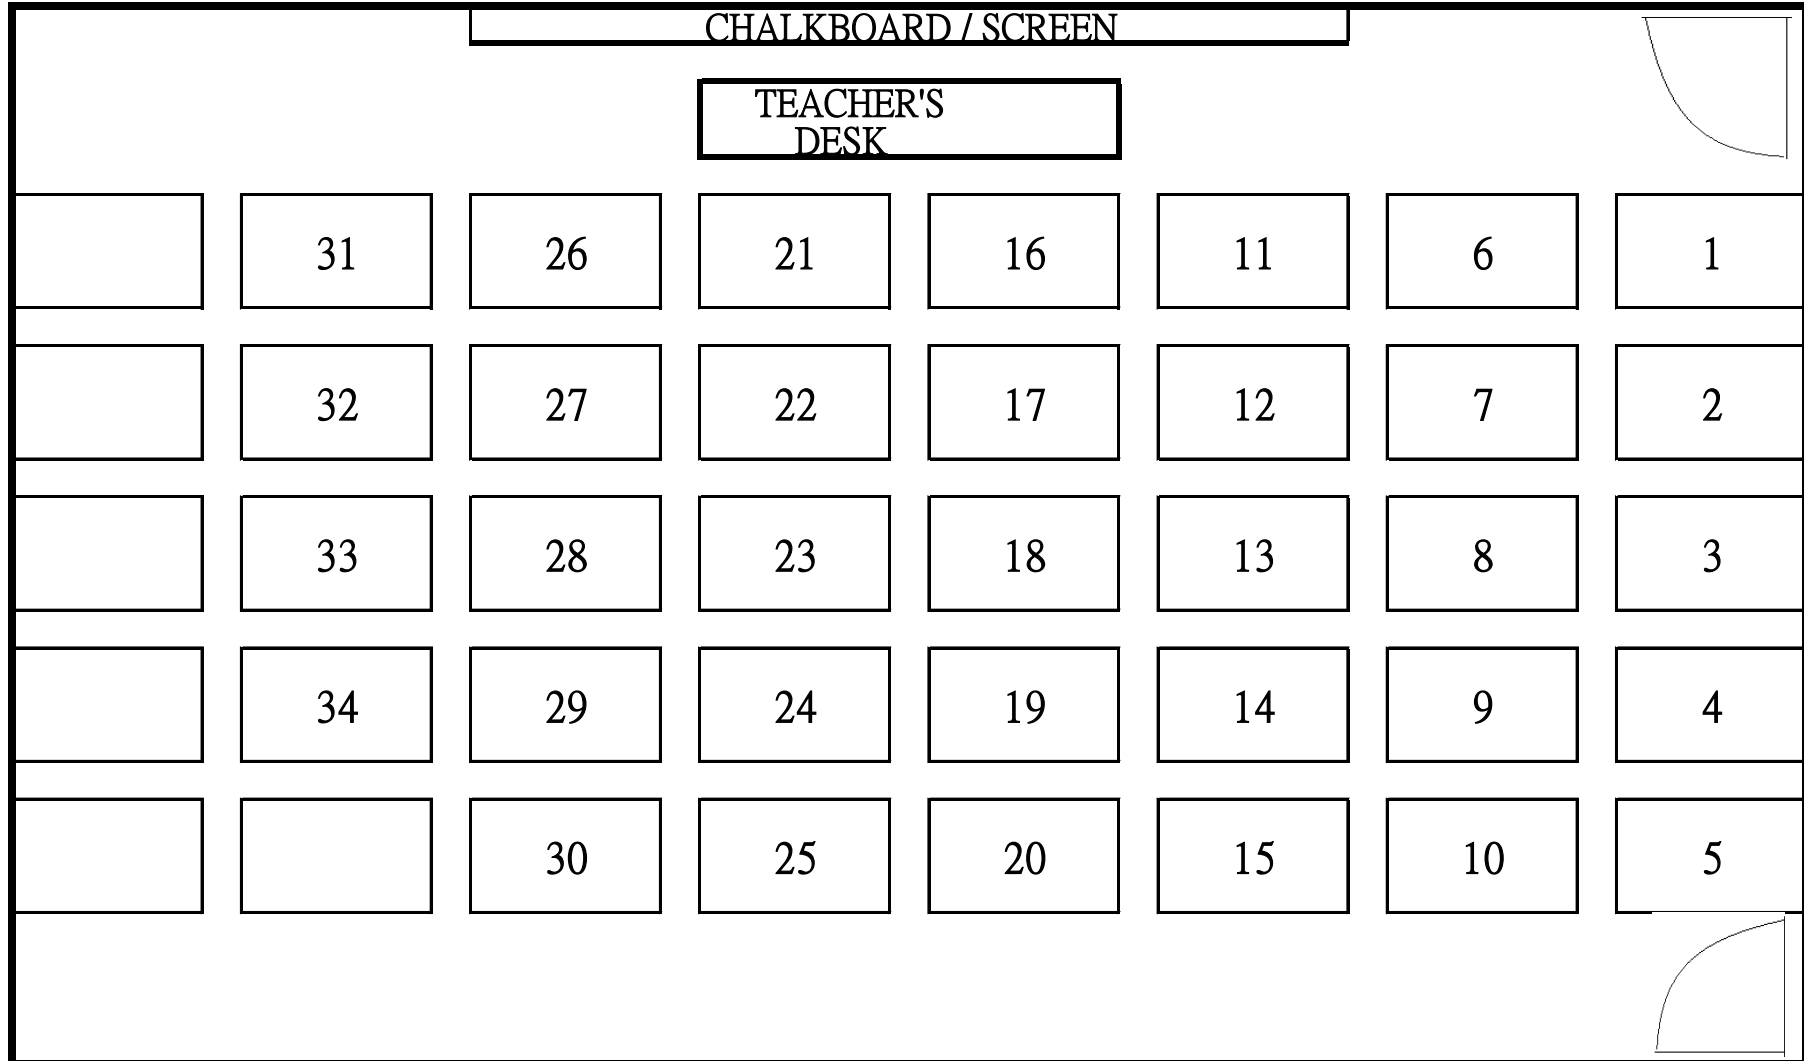 CHALKBOARD / SCREEN
TEACHER'S
DESK
31 26 21 16 11 6 1
32 27 22 17 12 7 2
33 28 23 18 13 8 3
34 29 24 19 14 9 4
30 25 20 15 10 5